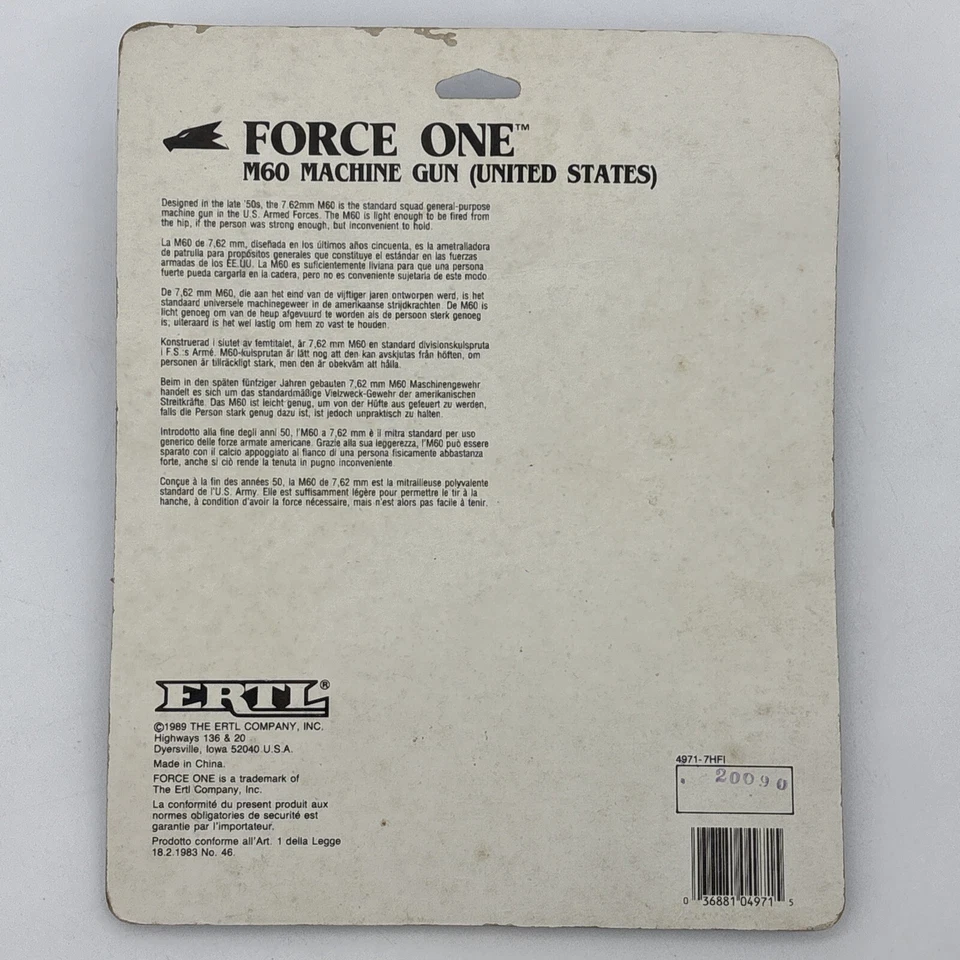 FORCE ONE™
M60 MACHINE GUN (UNITED STATES)
Designed in the late '50s, the 7.62mm M60 is the standard squad general-purpose
machine gun in the U.S. Armed Forces. The M60 is light enough to be fired from
the hip, if the person was strong enough, but inconvenient to hold.
La M60 de 7,62 mm, diseñada en los últimos años cincuenta, es la ametralladora
de patrulla para propósitos generales que constituye el estándar en las fuerzas
armadas de los EE.UU. La M60 es suficientemente liviana para que una persona
fuerte pueda cargarla en la cadera, pero no es conveniente sujetarla de este modo
De 7,62 mm M60, die aan het eind van de vijftiger jaren ontworpen werd, is het
standaard universele machinegeweer in de amerikaanse strijdkrachten. De M60 is
licht genoeg om van de heup afgevuurd te worden als de persoon sterk genoeg
is; uiteraard is het wel lastig om hem zo vast te houden.
Konstruerad i slutet av femtitalet, är 7,62 mm M60 en standard divisionskulspruta
i F.S.:s Armé. M60-kulsprutan är lätt nog att den kan avskjutas från höften, om
personen är tillräckligt stark, men den är obekväm att hålla.
Beim in den späten fünfziger Jahren gebauten 7,62 mm M60 Maschinengewehr
handelt es sich um das standardmäßige Vielzweck-Gewehr der amerikanischen
Streitkräfte. Das M60 ist leicht genug, um von der Hüfte aus gefeuert zu werden,
falls die Person stark genug dazu ist, ist jedoch unpraktisch zu halten.
Introdotto alla fine degli anni 50, l'M60 a 7,62 mm è il mitra standard per uso
generico delle forze armate americane. Grazie alla sua leggerezza, l'M60 può essere
sparato con il calcio appoggiato al fianco di una persona fisicamente abbastanza
forte, anche si ciò rende la tenuta in pugno inconveniente
Conçue à la fin des années 50, la M60 de 7,62 mm est la mitrailleuse polyvalente
standard de l'U.S. Army. Elle est suffisamment légère pour permettre le tir à la
hanche, à condition d'avoir la force nécessaire, mais n'est alors pas facile à tenir.
ERTL®
©1989 THE ERTL COMPANY, INC.
Highways 136 & 20
Dyersville, Iowa 52040 U.S.A.
Made in China.
FORCE ONE is a trademark of
The Ertl Company, Inc.
La conformité du present produit aux
normes obligatories de securité est
garantie par l'importateur.
Prodotto conforme all'Art. 1 della Legge
18.2.1983 No. 46.
4971-7HFI
20090
0 36881 04971 5